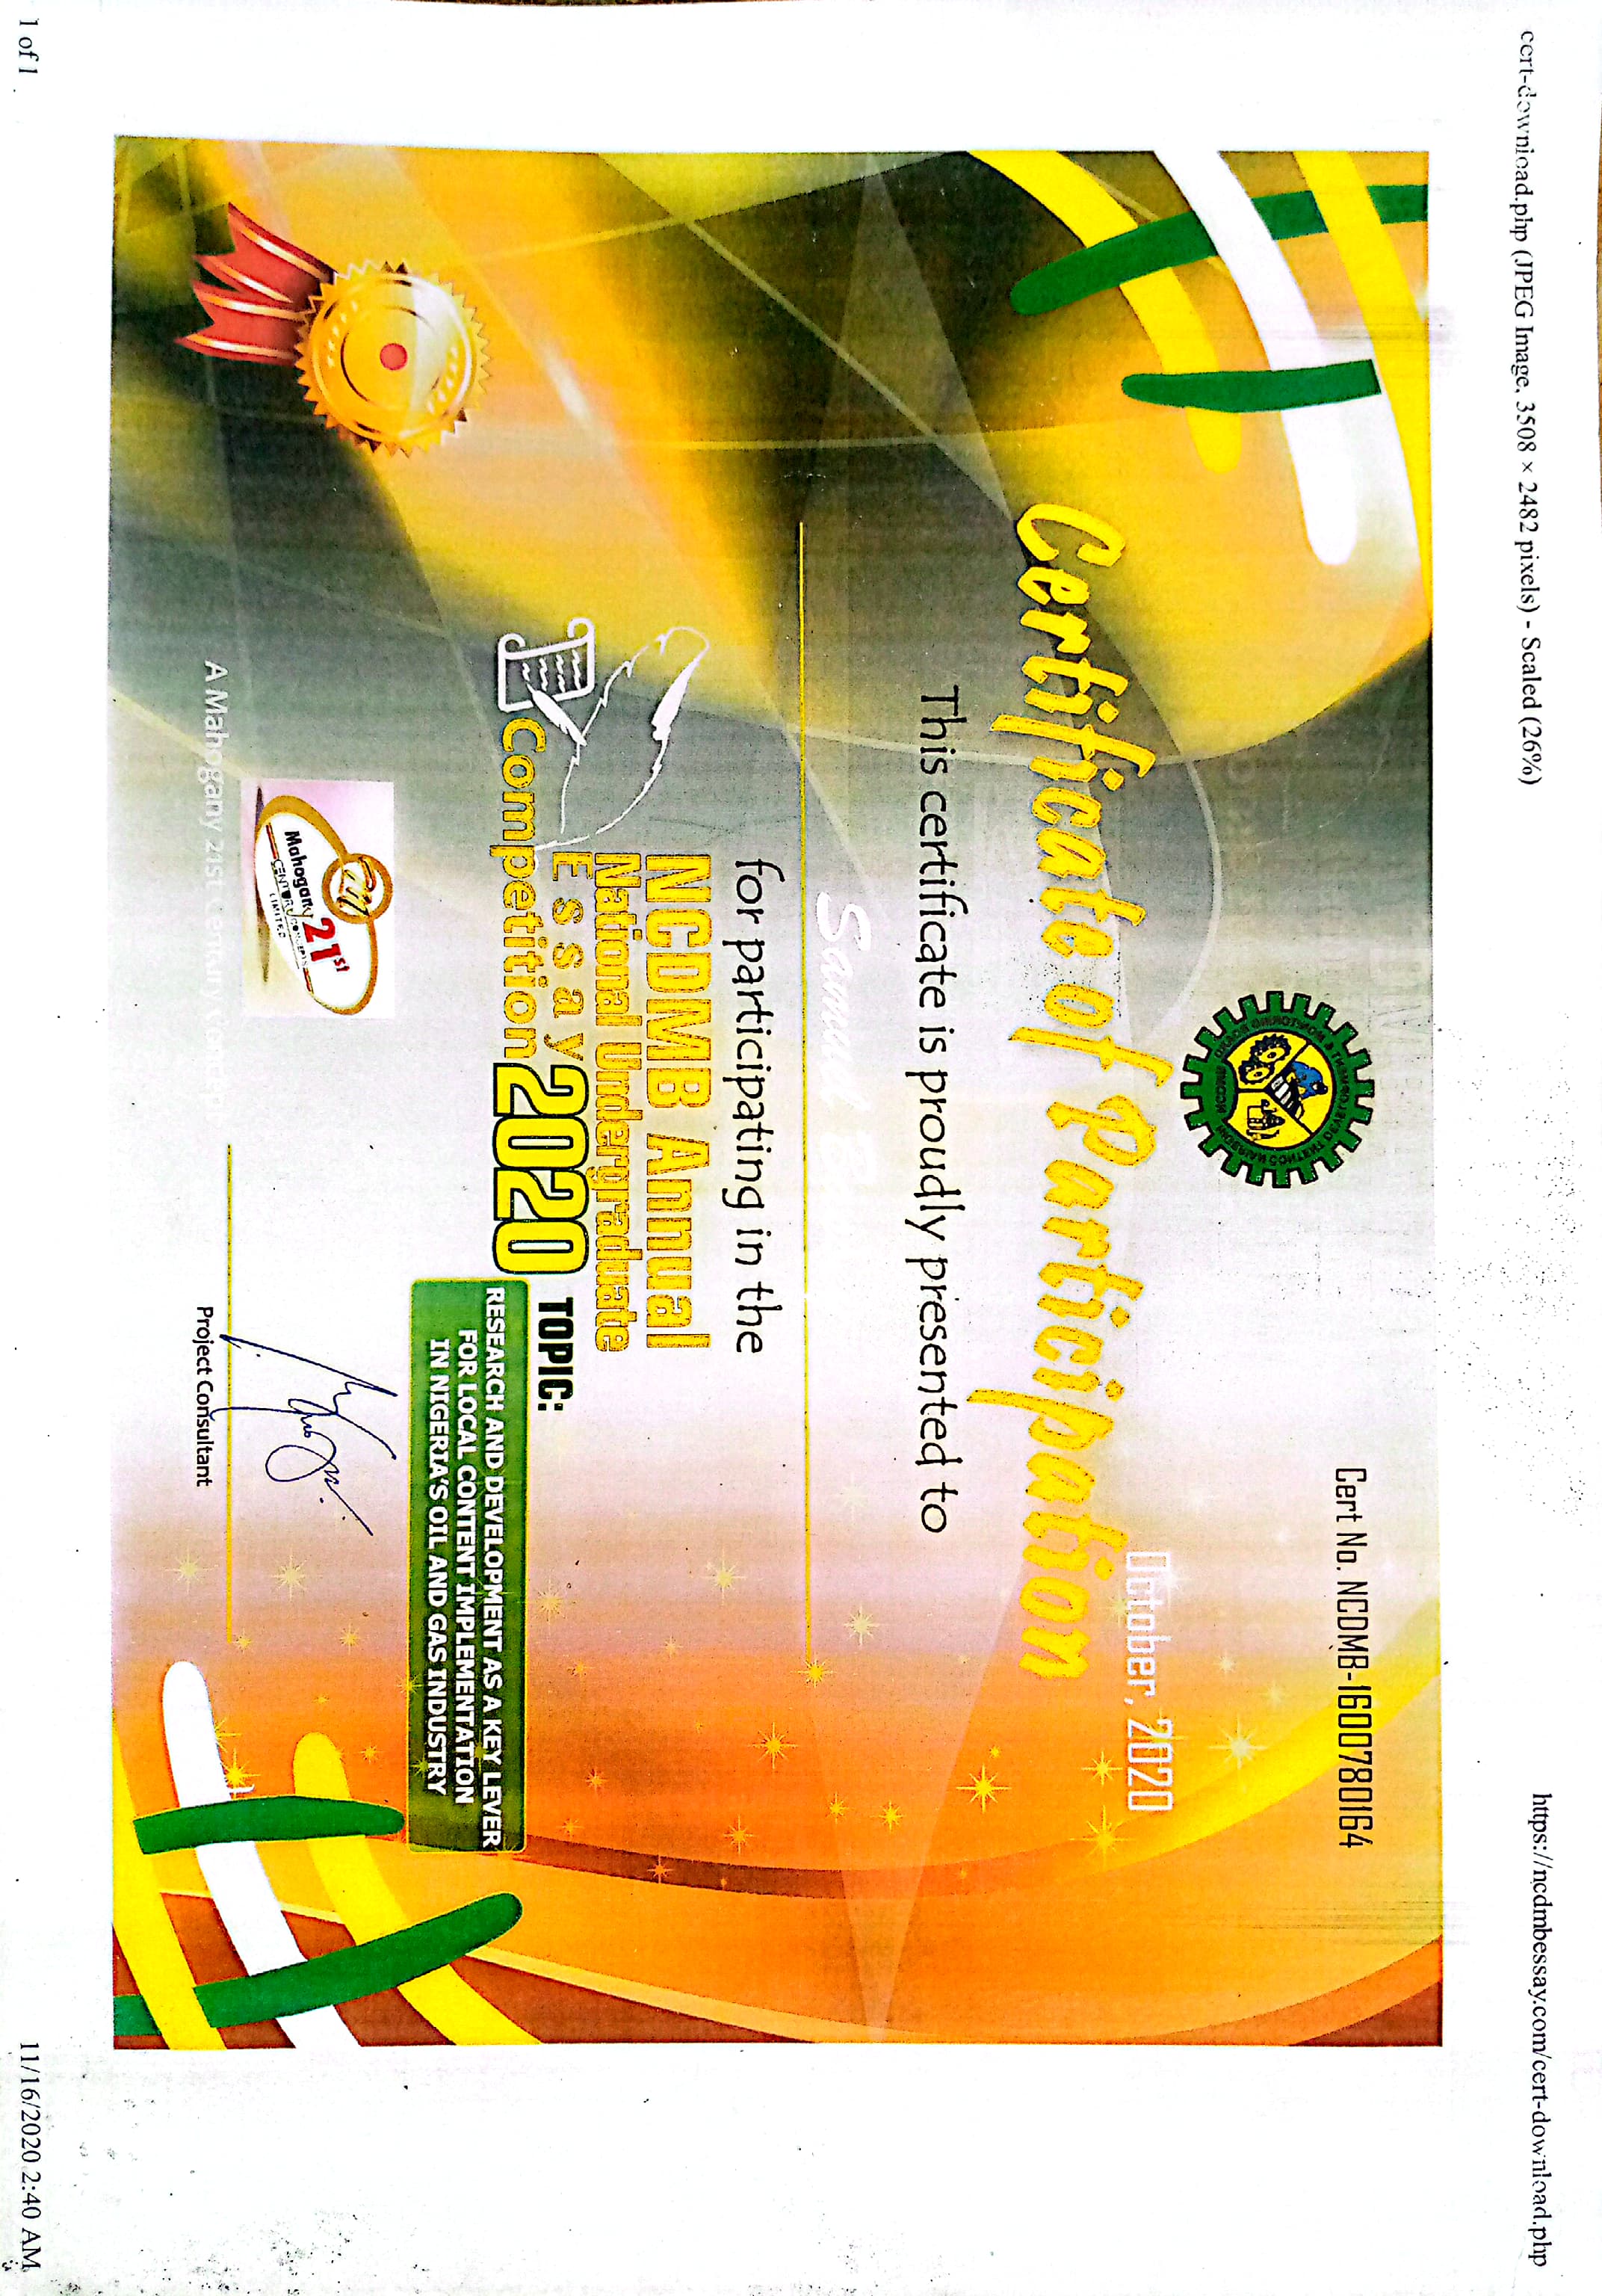 cert-download.php (JPEG Image, 3508 × 2482 pixels) - Scaled (26%)
https://ncdmbessay.com/cert-download.php
Cert No. NCDMB-1600780164
NCDMB
October, 2020
Certificate of Participation
This certificate is proudly presented to
Samuel
for participating in the
NCDMB Annual
National Undergraduate
Essay
Competition 2020
TOPIC:
RESEARCH AND DEVELOPMENT AS A KEY LEVER
FOR LOCAL CONTENT IMPLEMENTATION
IN NIGERIA'S OIL AND GAS INDUSTRY
m
Mahogany 21st
CENTURY CONCEPTS
LIMITED
A Mahogany 21st Century Concept
Project Consultant
1 of 1
11/16/2020 2:40 AM